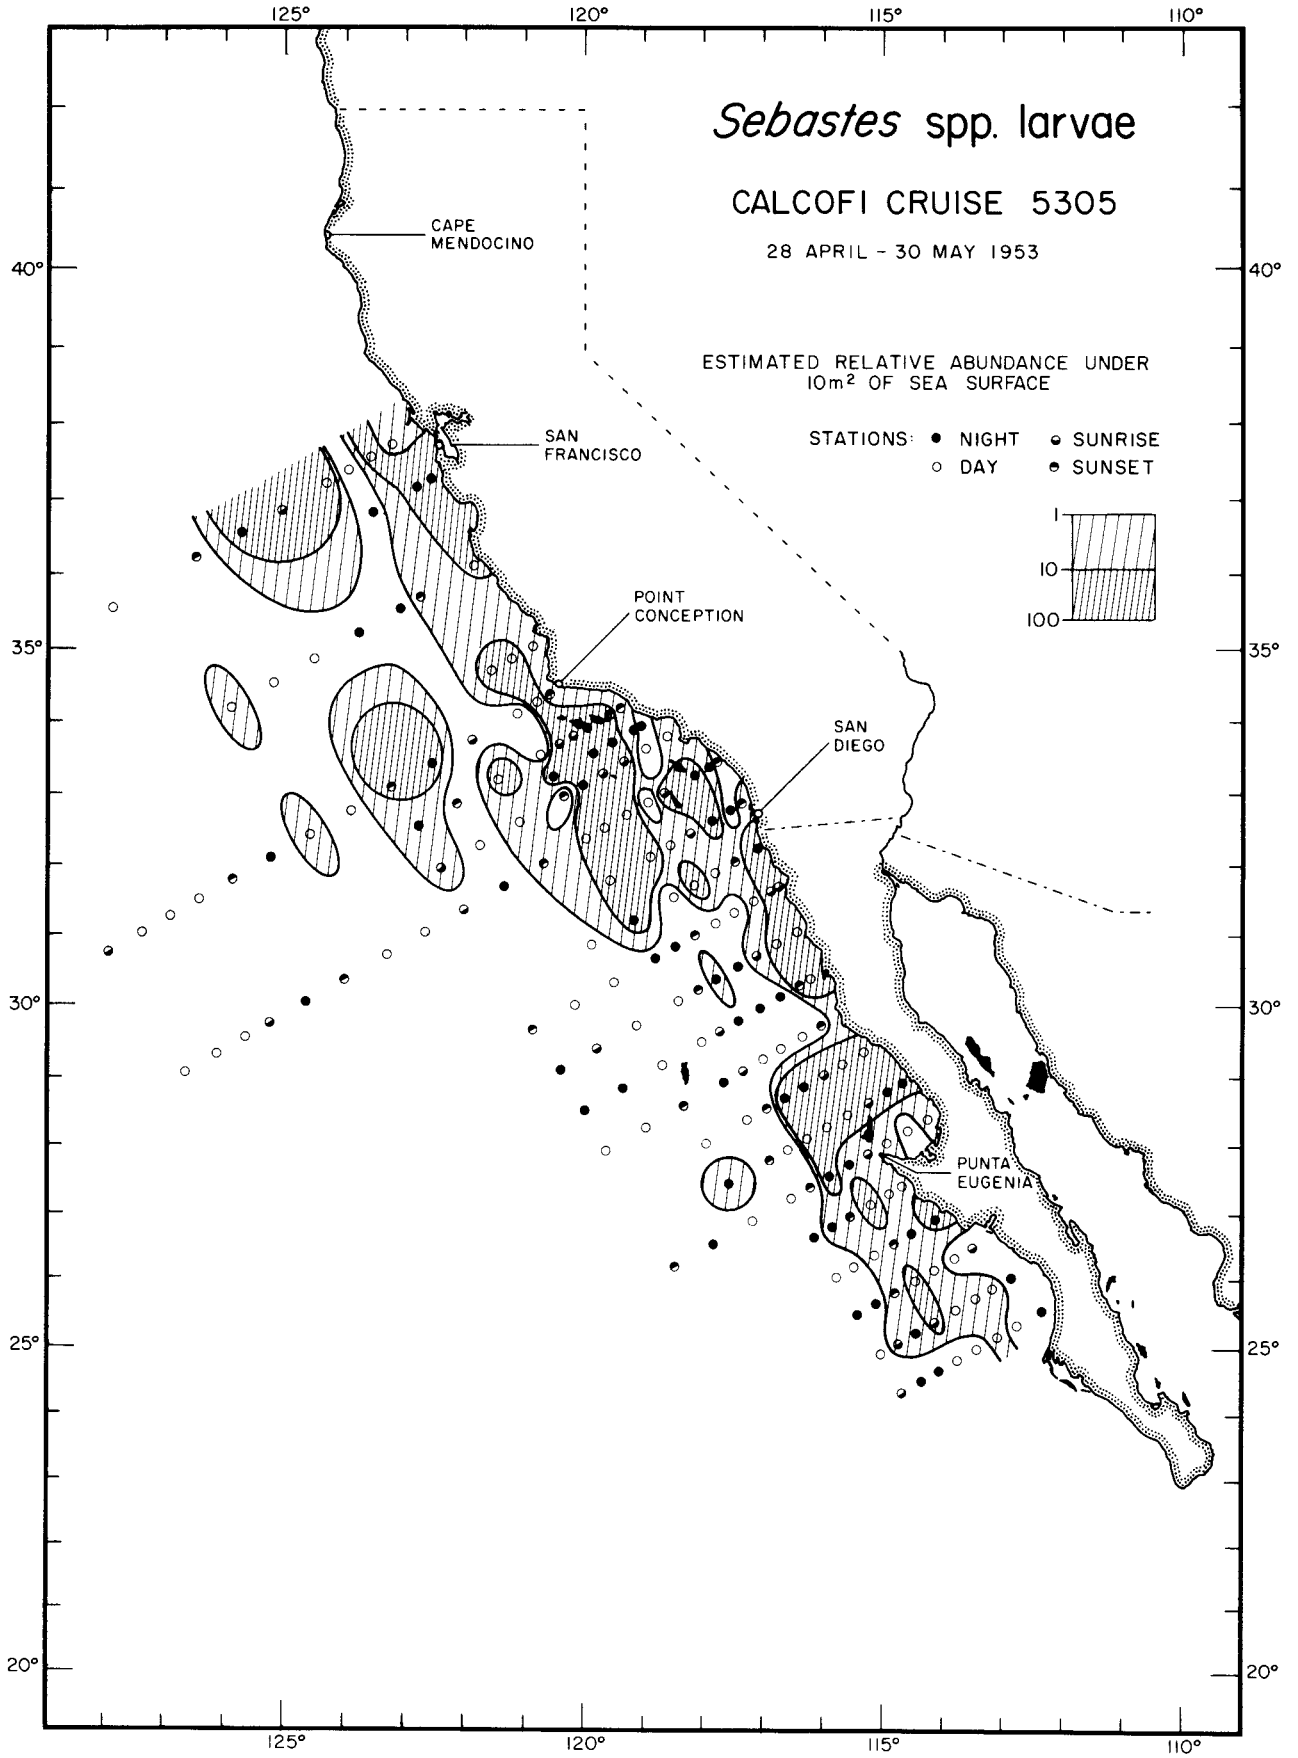 125° 120° 115° 110°
Sebastes spp. larvae
CALCOFI CRUISE 5305
28 APRIL – 30 MAY 1953
CAPE
MENDOCINO
40° 40°
ESTIMATED RELATIVE ABUNDANCE UNDER
10m² OF SEA SURFACE
STATIONS: ● NIGHT ◒ SUNRISE
○ DAY ◓ SUNSET
SAN
FRANCISCO
1
10
100
POINT
CONCEPTION
35° 35°
SAN
DIEGO
30° 30°
PUNTA
EUGENIA
25° 25°
20° 20°
125° 120° 115° 110°